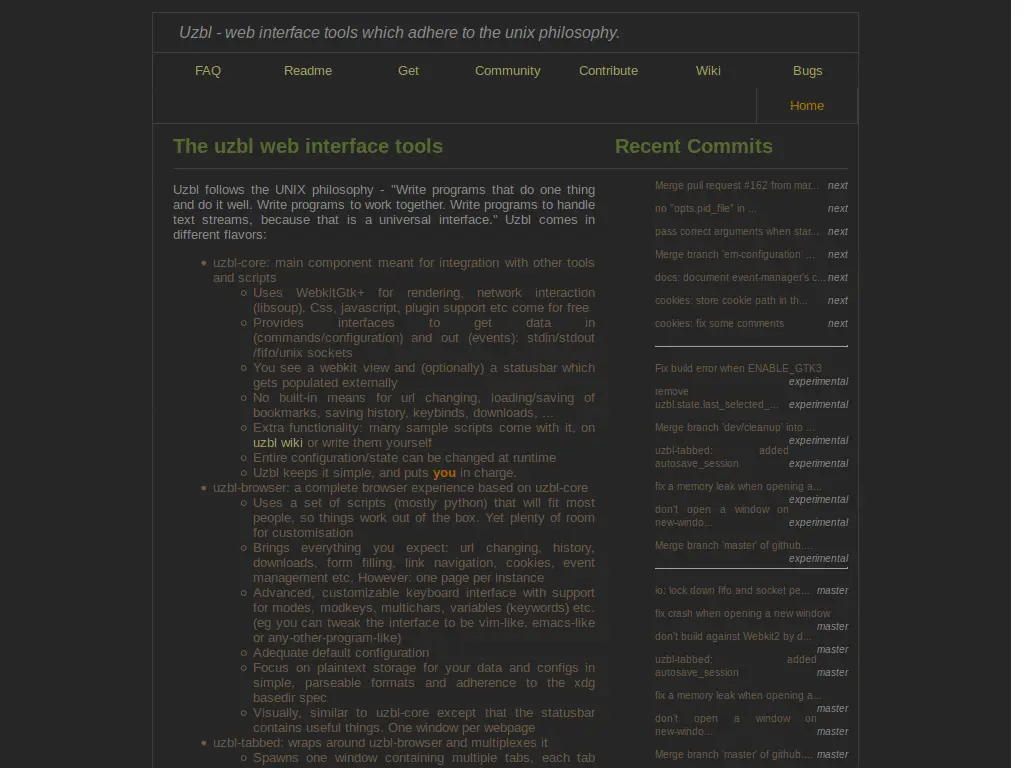 Uzbl - web interface tools which adhere to the unix philosophy.
FAQ Readme Get Community Contribute Wiki Bugs
Home
The uzbl web interface tools
Uzbl follows the UNIX philosophy - "Write programs that do one thing
and do it well. Write programs to work together. Write programs to handle
text streams, because that is a universal interface." Uzbl comes in
different flavors:
• uzbl-core: main component meant for integration with other tools
and scripts
◦ Uses WebkitGtk+ for rendering, network interaction
(libsoup). Css, javascript, plugin support etc come for free
◦ Provides interfaces to get data in
(commands/configuration) and out (events): stdin/stdout
/fifo/unix sockets
◦ You see a webkit view and (optionally) a statusbar which
gets populated externally
◦ No built-in means for url changing, loading/saving of
bookmarks, saving history, keybinds, downloads, ...
◦ Extra functionality: many sample scripts come with it, on
uzbl wiki or write them yourself
◦ Entire configuration/state can be changed at runtime
◦ Uzbl keeps it simple, and puts you in charge.
• uzbl-browser: a complete browser experience based on uzbl-core
◦ Uses a set of scripts (mostly python) that will fit most
people, so things work out of the box. Yet plenty of room
for customisation
◦ Brings everything you expect: url changing, history,
downloads, form filling, link navigation, cookies, event
management etc. However: one page per instance
◦ Advanced, customizable keyboard interface with support
for modes, modkeys, multichars, variables (keywords) etc.
(eg you can tweak the interface to be vim-like, emacs-like
or any-other-program-like)
◦ Adequate default configuration
◦ Focus on plaintext storage for your data and configs in
simple, parseable formats and adherence to the xdg
basedir spec
◦ Visually, similar to uzbl-core except that the statusbar
contains useful things. One window per webpage
• uzbl-tabbed: wraps around uzbl-browser and multiplexes it
◦ Spawns one window containing multiple tabs, each tab
Recent Commits
Merge pull request #162 from mar... next
no "opts.pid_file" in ... next
pass correct arguments when star... next
Merge branch 'em-configuration' ... next
docs: document event-manager's c... next
cookies: store cookie path in th... next
cookies: fix some comments next
Fix build error when ENABLE_GTK3
experimental
remove
uzbl.state.last_selected_... experimental
Merge branch 'dev/cleanup' into ...
experimental
uzbl-tabbed: added
autosave_session experimental
fix a memory leak when opening a...
experimental
don't open a window on
new-windo... experimental
Merge branch 'master' of github....
experimental
io: lock down fifo and socket pe... master
fix crash when opening a new window
master
don't build against Webkit2 by d...
master
uzbl-tabbed: added
autosave_session master
fix a memory leak when opening a...
master
don't open a window on
new-windo... master
Merge branch 'master' of github.... master